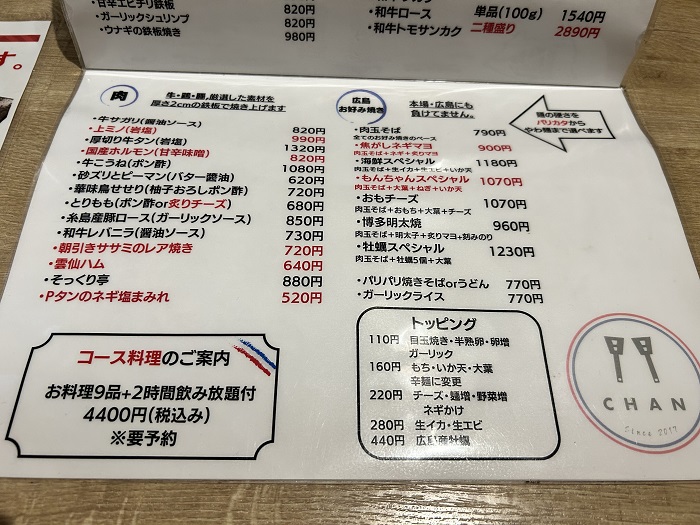 ・甘辛エビチリ鉄板 820円
・ガーリックシュリンプ 820円
・ウナギの鉄板焼き 980円
・和牛ロース 単品(100g) 1540円
・和牛トモサンカク 二種盛り 2890円
す。
肉
牛・鶏・豚,厳選した素材を
厚さ2cmの鉄板で焼き上げます
・牛サガリ(醤油ソース) 820円
・上ミノ(岩塩) 990円
・厚切り牛タン(岩塩) 1320円
・国産ホルモン(甘辛味噌) 820円
・牛こうね(ポン酢) 1080円
・砂ズリとピーマン(バター醤油) 620円
・華味鳥せせり(柚子おろしポン酢) 720円
・とりもも(ポン酢or炙りチーズ) 680円
・糸島産豚ロース(ガーリックソース) 850円
・和牛レバニラ(醤油ソース) 730円
・朝引きササミのレア焼き 720円
・雲仙ハム 640円
・そっくり亭 880円
・Pタンのネギ塩まみれ 520円
コース料理のご案内
お料理9品+2時間飲み放題付
4400円(税込み)
※要予約
広島
お好み焼き
本場・広島にも
負けてません。
麺の硬さを
バリカタから
やわ麺まで選べます
・肉玉そば 790円
全てのお好み焼きのベース
・焦がしネギマヨ 900円
肉玉そば+ネギ+炙りマヨ
・海鮮スペシャル 1180円
肉玉そば+生イカ+生エビ+いか天
・もんちゃんスペシャル 1070円
肉玉そば+大葉+ねぎ+いか天
・おもチーズ 1070円
肉玉そば+おもち+大葉+チーズ
・博多明太焼 960円
肉玉そば+明太子+炙りマヨ+刻みのり
・牡蠣スペシャル 1230円
肉玉そば+牡蠣5個+大葉
・パリパリ焼きそばorうどん 770円
・ガーリックライス 770円
トッピング
110円 目玉焼き・半熟卵・卵増
ガーリック
160円 もち・いか天・大葉
辛麺に変更
220円 チーズ・麺増・野菜増
ネギかけ
280円 生イカ・生エビ
440円 広島産牡蠣
CHAN
Since 2017